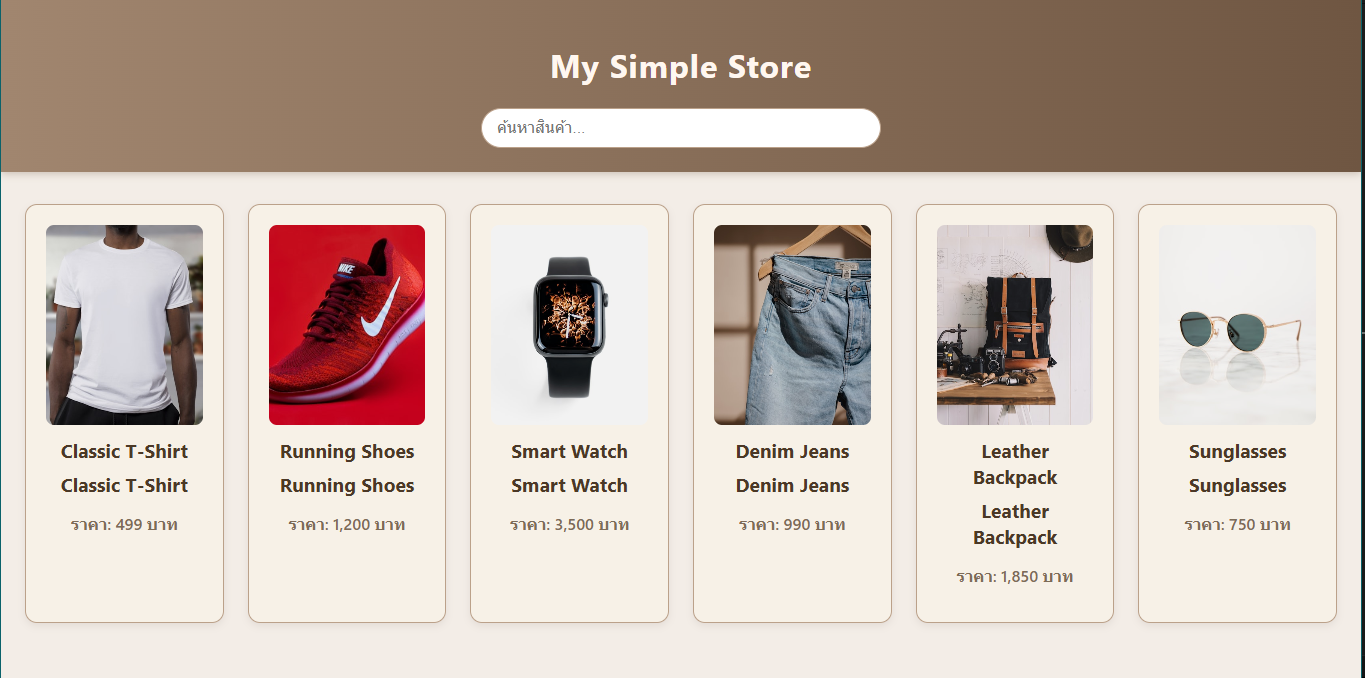 My Simple Store
ค้นหาสินค้า...
NIKE
Classic T-Shirt
Classic T-Shirt
ราคา: 499 บาท
Running Shoes
Running Shoes
ราคา: 1,200 บาท
Smart Watch
Smart Watch
ราคา: 3,500 บาท
Denim Jeans
Denim Jeans
ราคา: 990 บาท
Leather
Backpack
Leather
Backpack
ราคา: 1,850 บาท
Sunglasses
Sunglasses
ราคา: 750 บาท